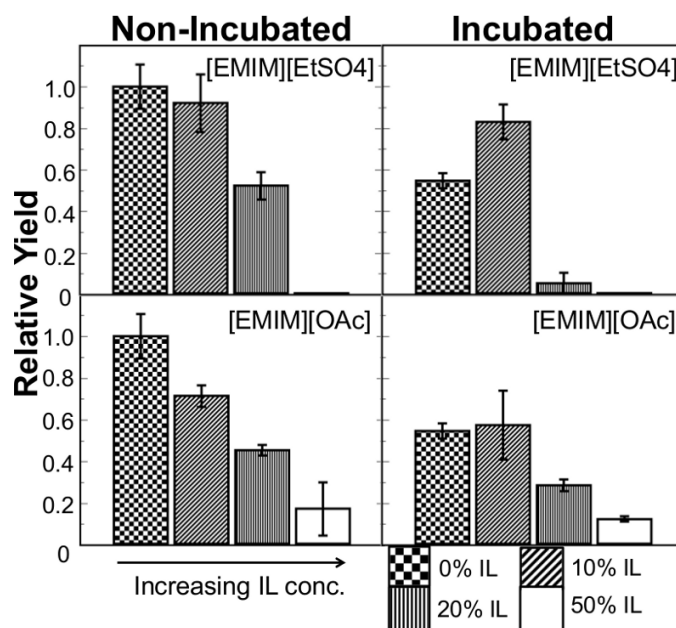 Non-Incubated Incubated
[EMIM][EtSO4] [EMIM][EtSO4]
1.0
0.8
0.6
0.4
0.2
0
[EMIM][OAc] [EMIM][OAc]
1.0
0.8
0.6
0.4
0.2
0
Relative Yield
Increasing IL conc.
0% IL 10% IL
20% IL 50% IL